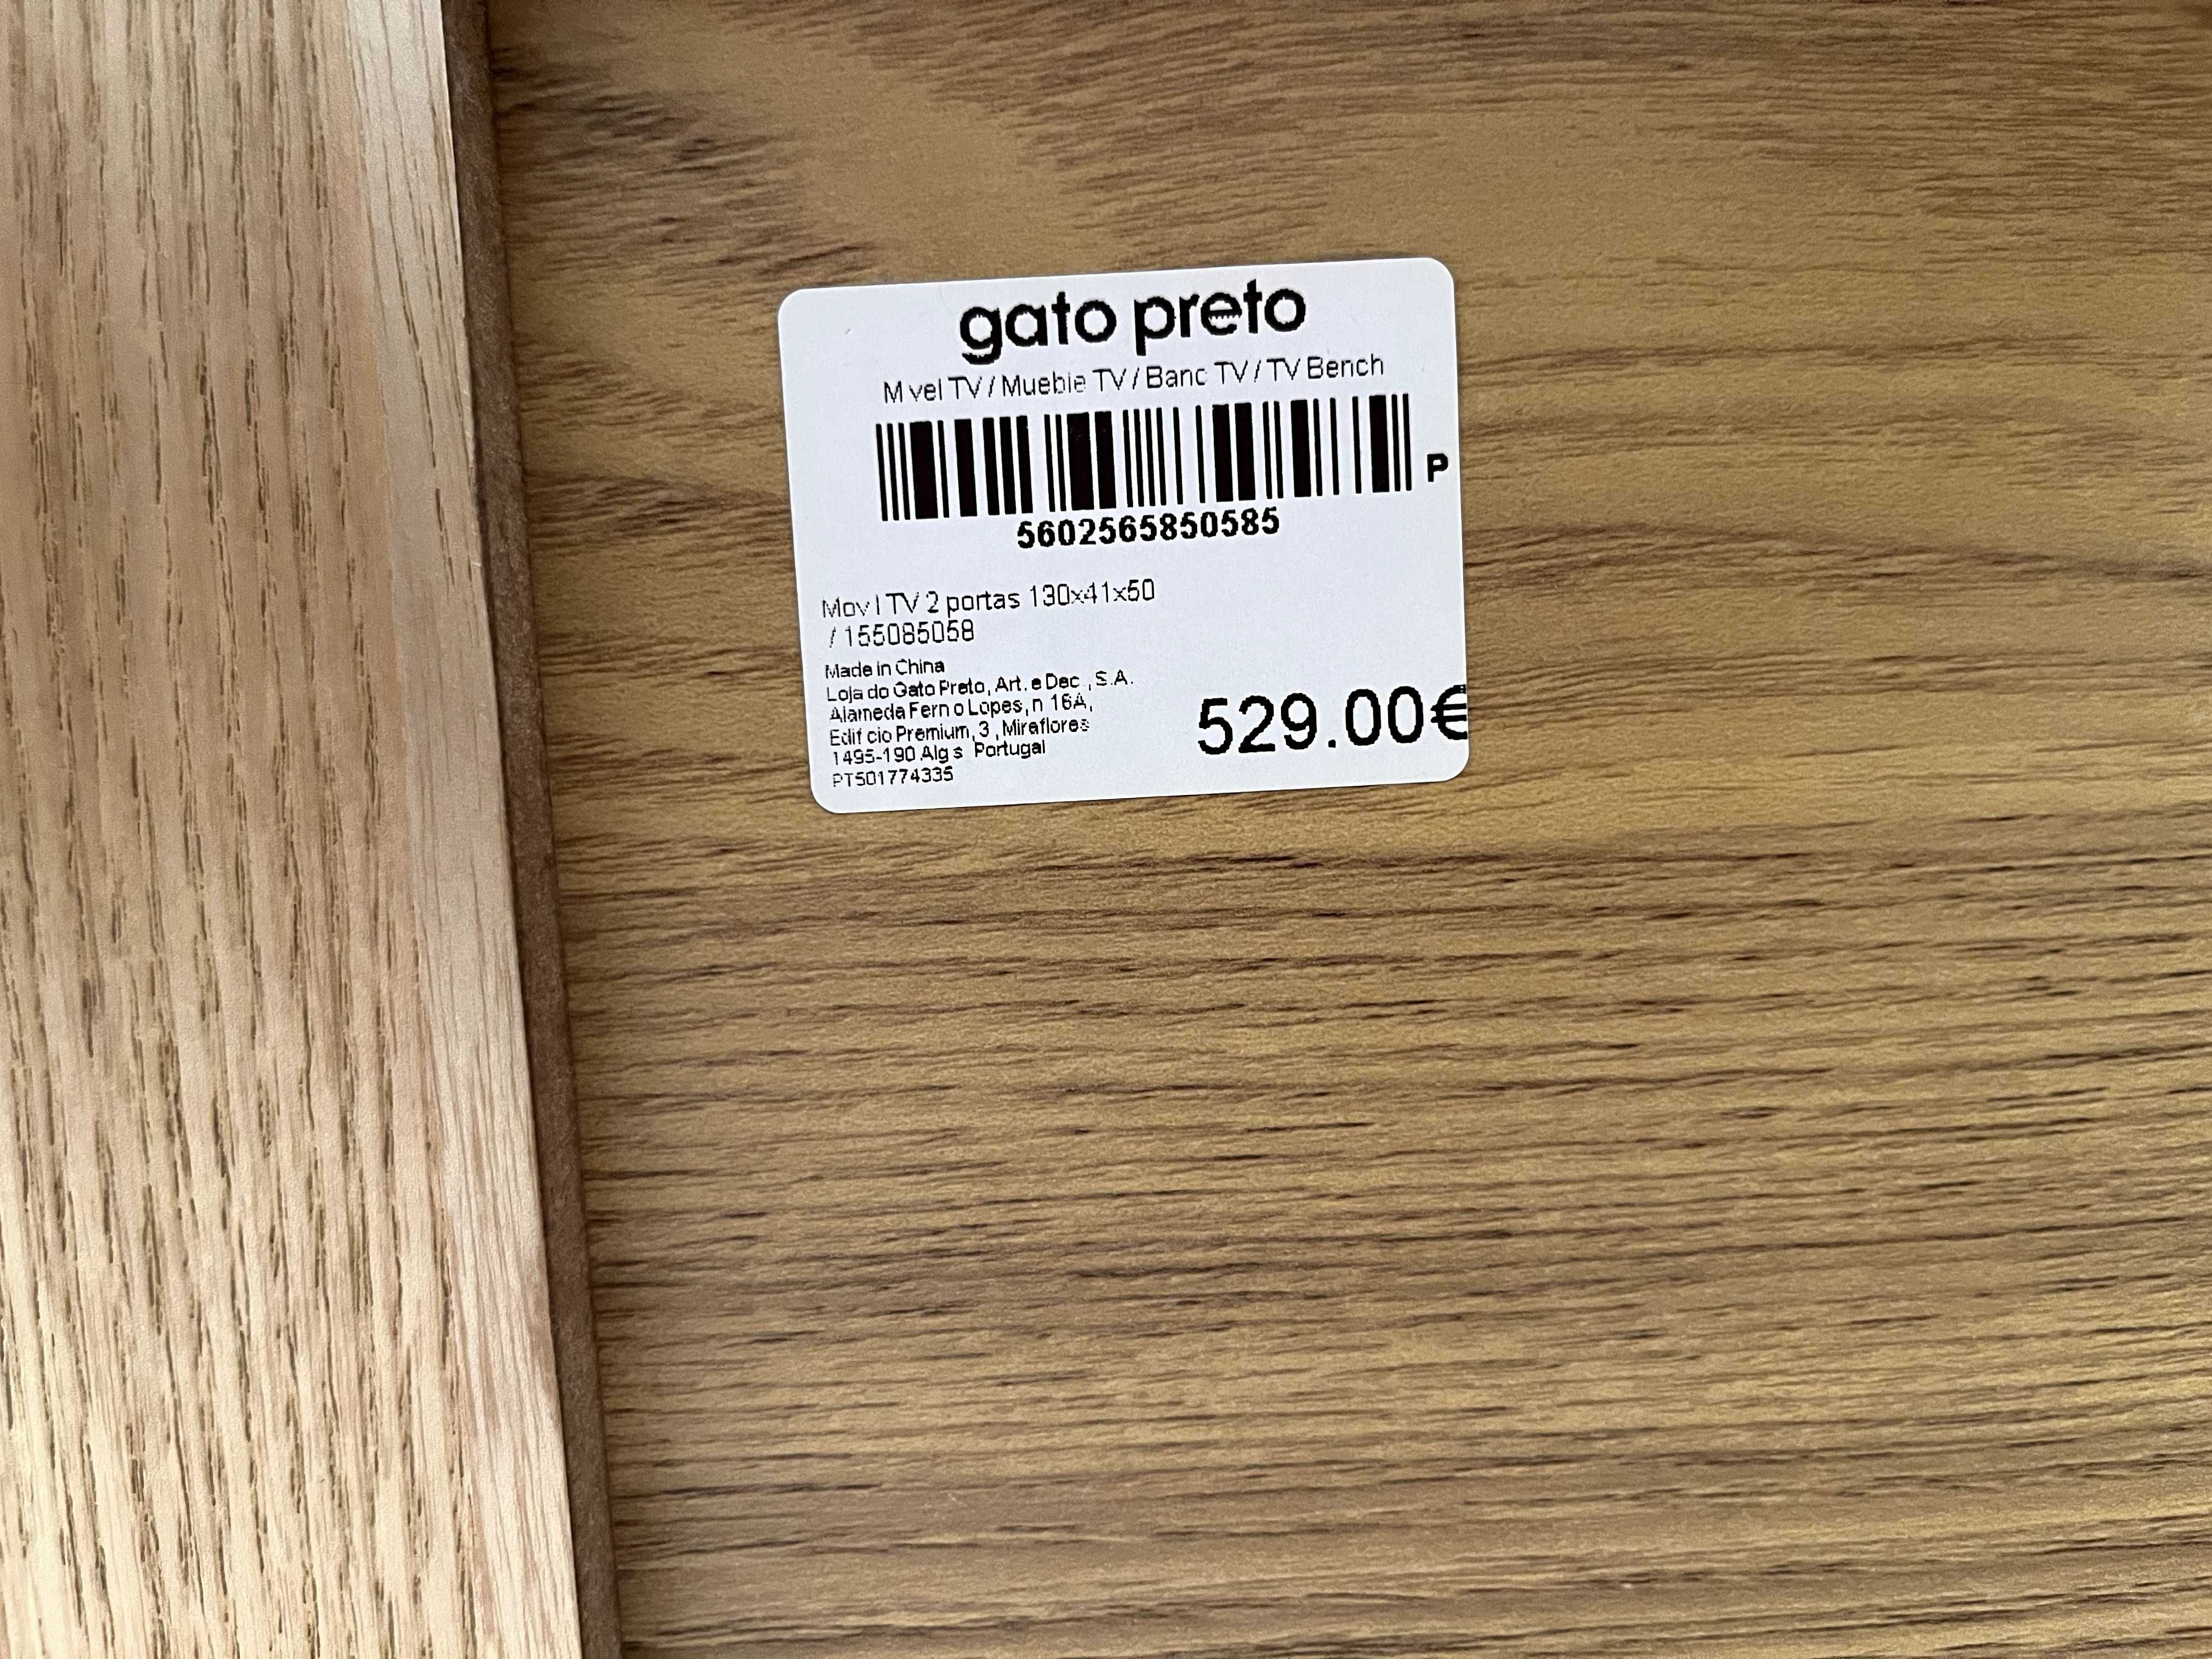 gato preto
M vel TV / Mueble TV / Banc TV / TV Bench
P
5602565850585
Mov l TV 2 portas 130x41x50
/ 155085058
Made in China
Loja do Gato Preto, Art. e Dec , S.A.
Alameda Fern o Lopes, n 16A,
Edif cio Premium, 3 , Miraflores
1495-190 Alg s Portugal
PT501774335
529.00€